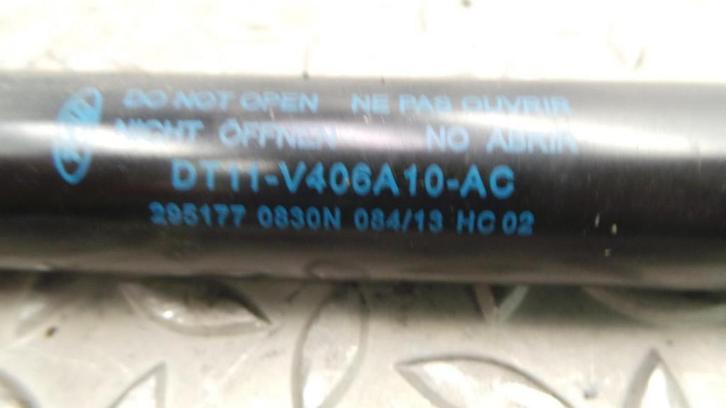 DO NOT OPEN NE PAS OUVRIR
NICHT ÖFFNEN NO ABRIR
DT11-V406A10-AC
295177 0830N 084/13 HC 02